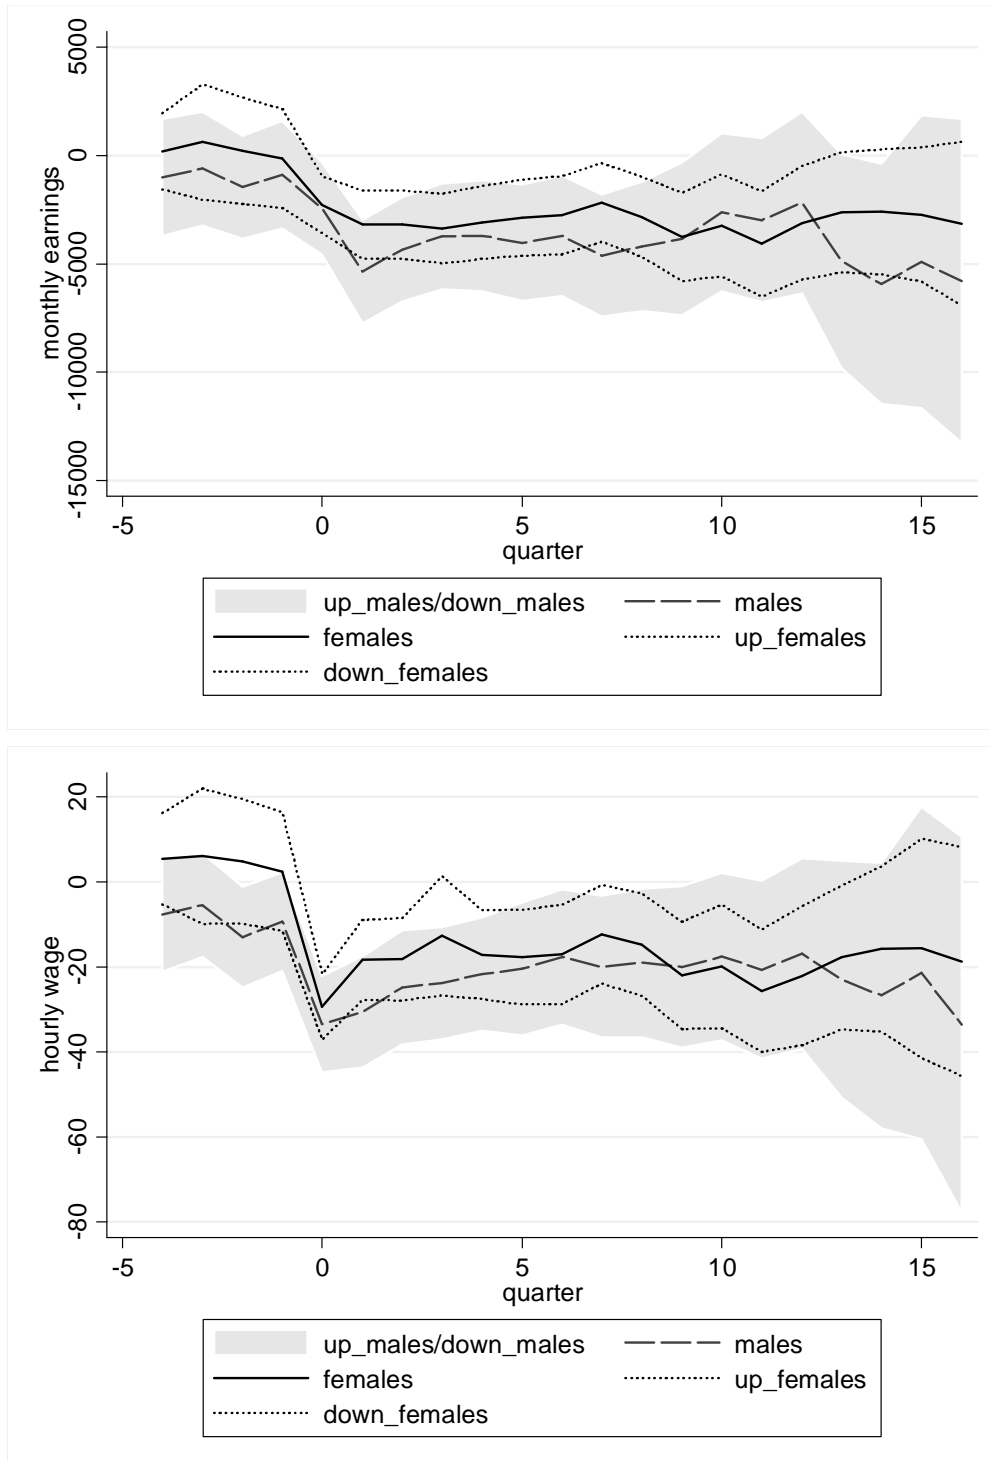 5000
0
-5000
-10000
-15000
monthly earnings
-5 0 5 10 15
quarter
up_males/down_males males
females up_females
down_females
20
0
-20
-40
-60
-80
hourly wage
-5 0 5 10 15
quarter
up_males/down_males males
females up_females
down_females